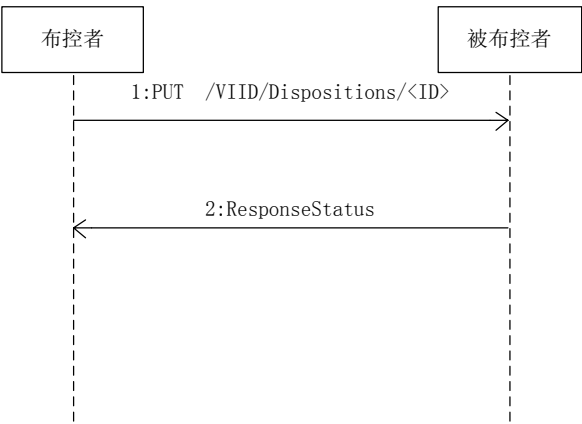 布控者
被布控者
1:PUT /VIID/Dispositions/<ID>
2:ResponseStatus